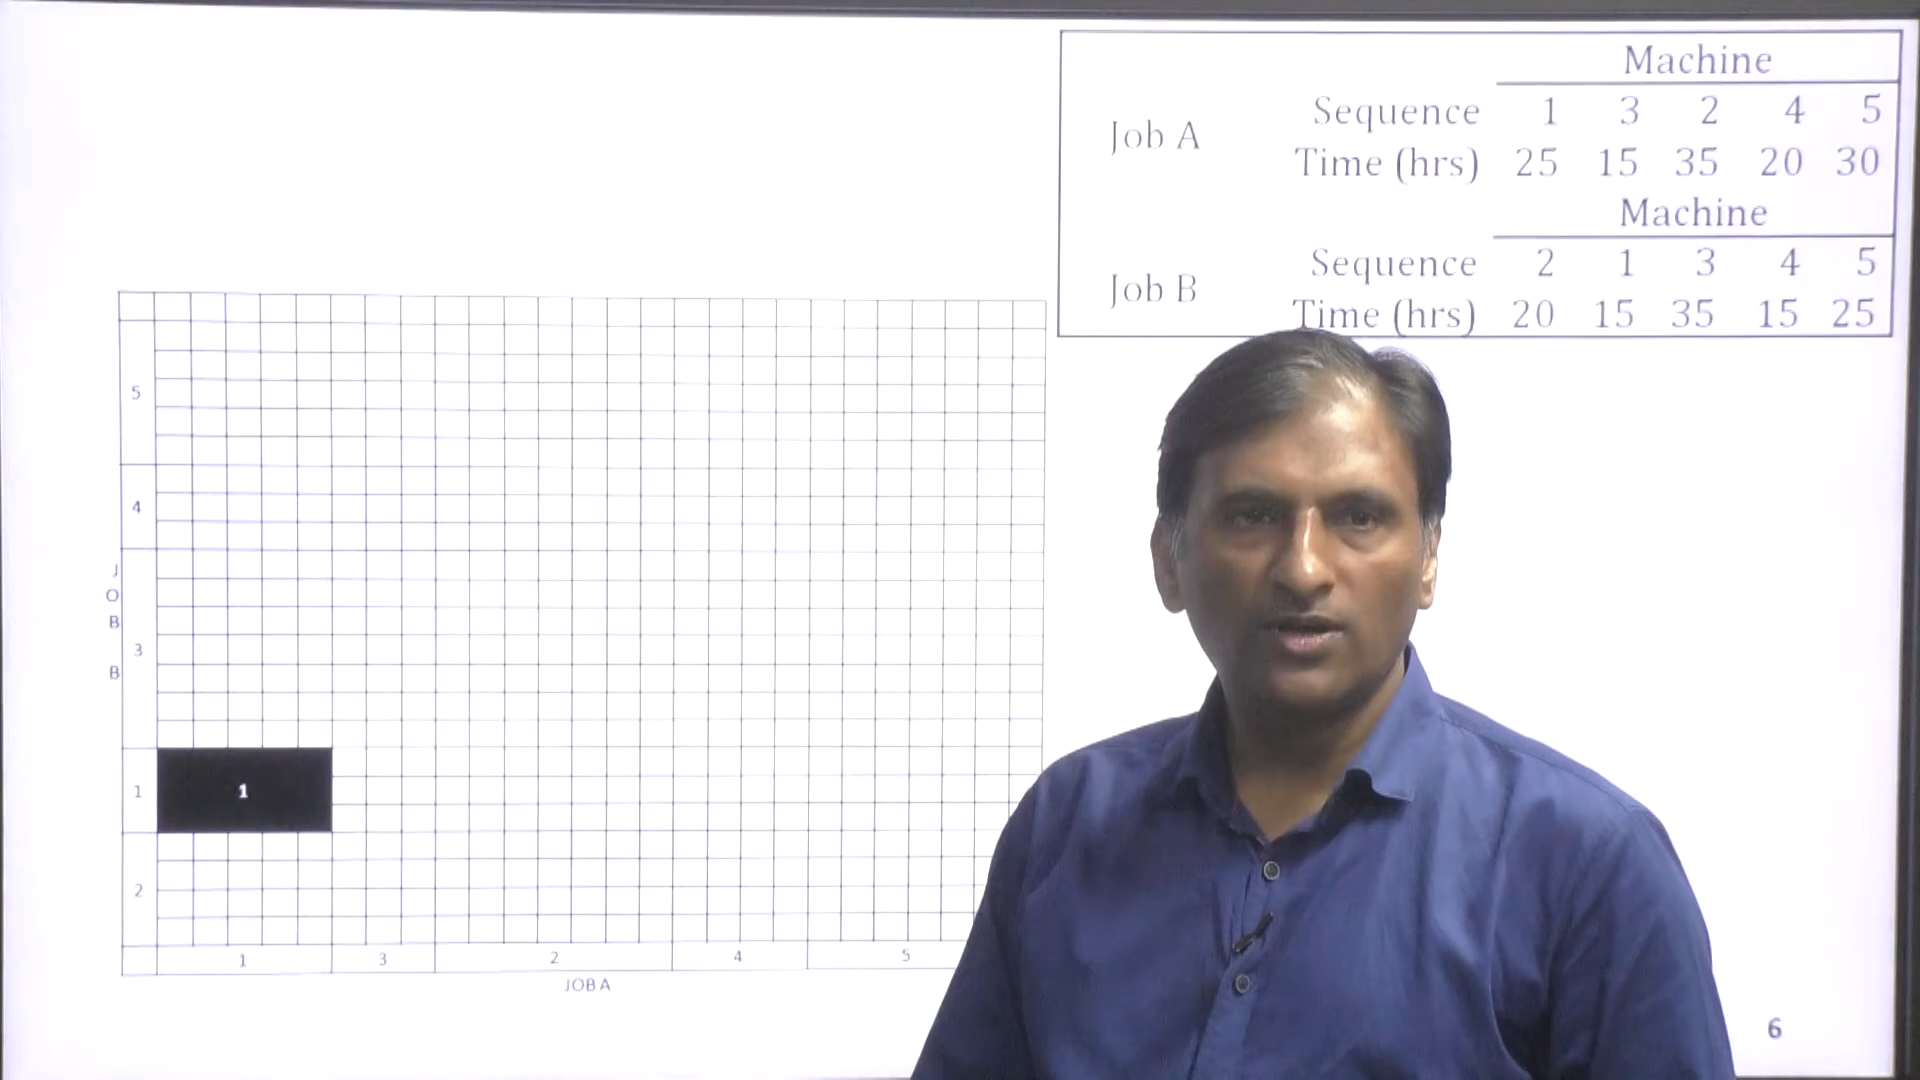 Machine
Job A
Sequence 1 3 2 4 5
Time (hrs) 25 15 35 20 30
Machine
Job B
Sequence 2 1 3 4 5
Time (hrs) 20 15 35 15 25
5
4
3
1
2
JOB B
1
1 3 2 4 5
JOB A
6